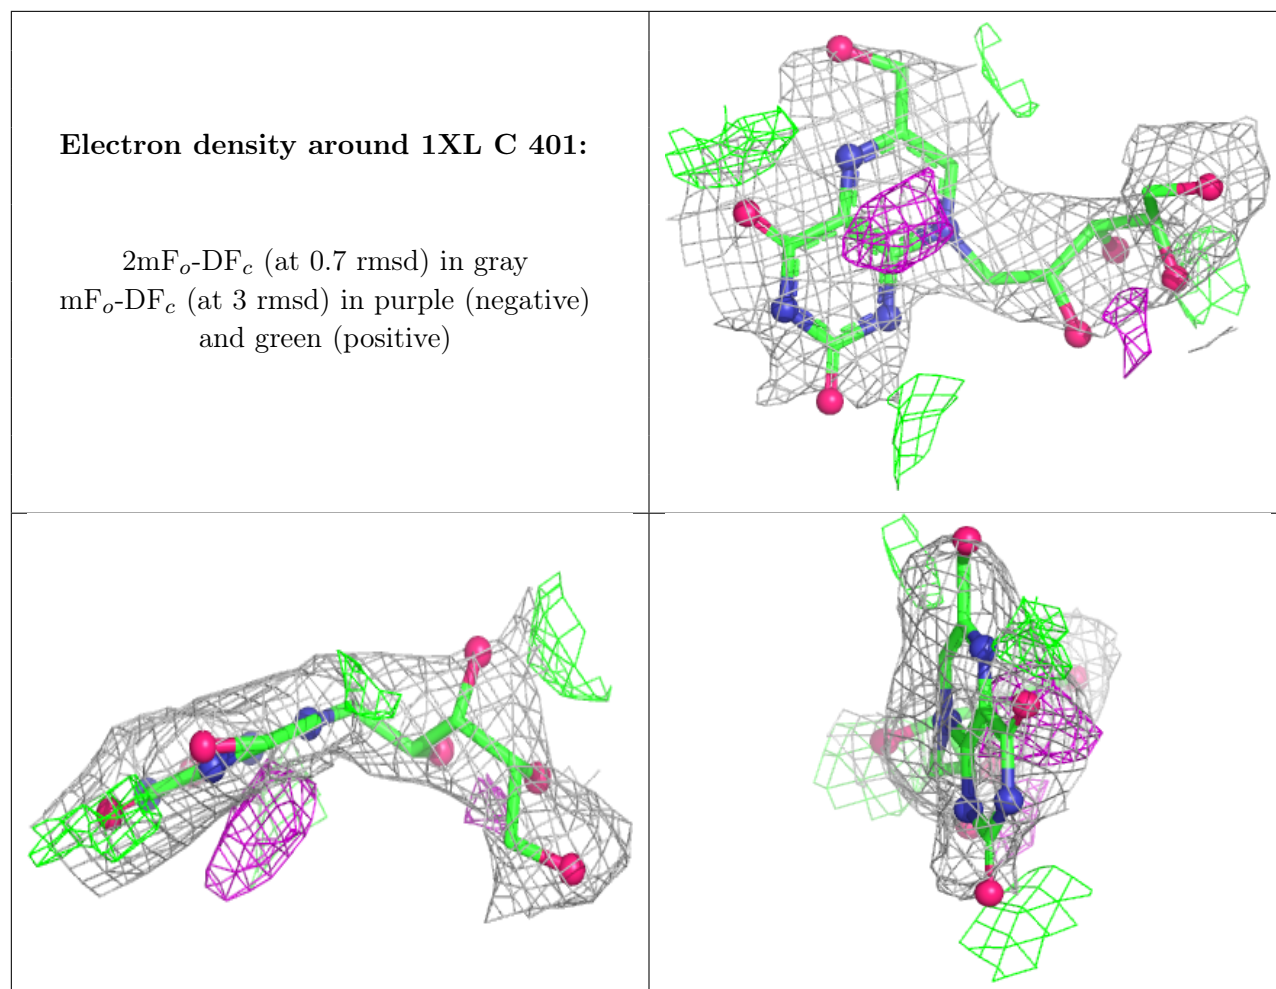 Electron density around 1XL C 401:
2mFo-DFc (at 0.7 rmsd) in gray
mFo-DFc (at 3 rmsd) in purple (negative)
and green (positive)